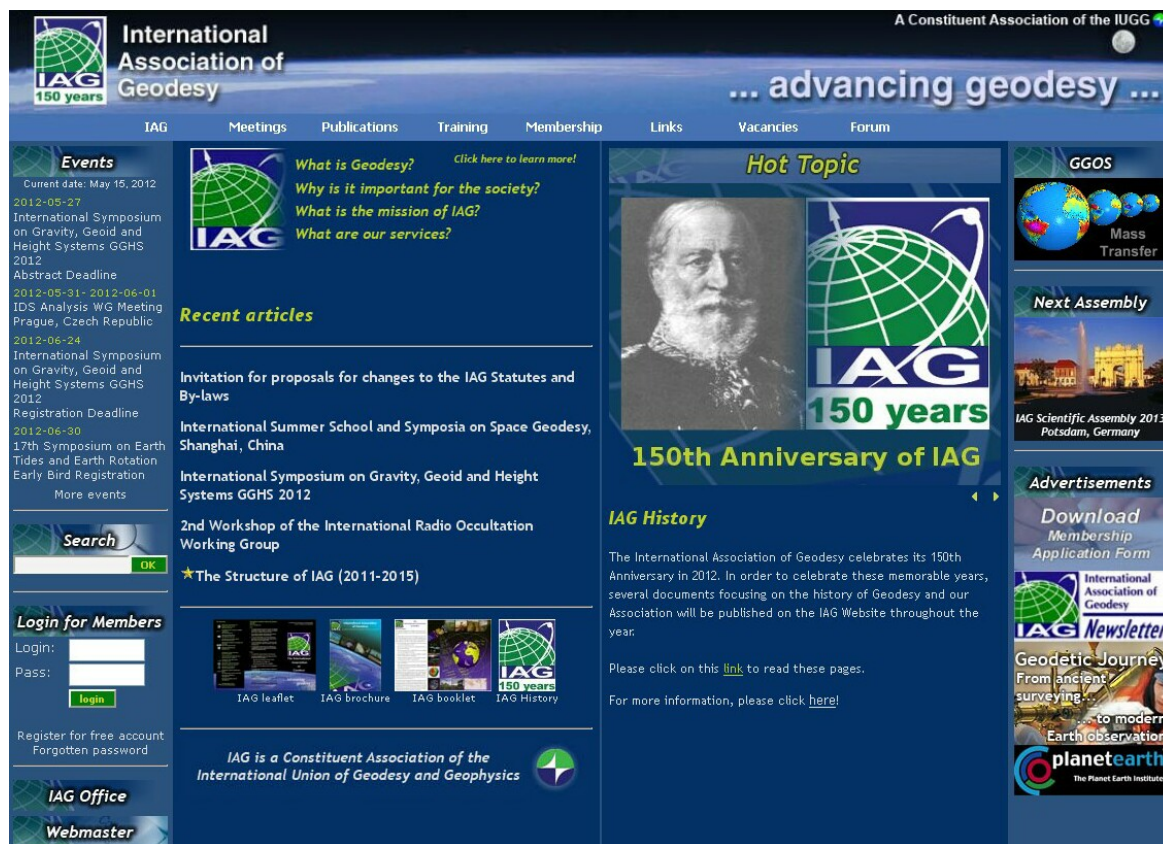 A Constituent Association of the IUGG
IAG
150 years
International
Association of
Geodesy
... advancing geodesy ...
IAG Meetings Publications Training Membership Links Vacancies Forum
Events
Current date: May 15, 2012
2012-05-27
International Symposium
on Gravity, Geoid and
Height Systems GGHS
2012
Abstract Deadline
2012-05-31- 2012-06-01
IDS Analysis WG Meeting
Prague, Czech Republic
2012-06-24
International Symposium
on Gravity, Geoid and
Height Systems GGHS
2012
Registration Deadline
2012-06-30
17th Symposium on Earth
Tides and Earth Rotation
Early Bird Registration
More events
Search
OK
Login for Members
Login:
Pass:
login
Register for free account
Forgotten password
IAG Office
Webmaster
IAG
What is Geodesy?
Click here to learn more!
Why is it important for the society?
What is the mission of IAG?
What are our services?
Recent articles
Invitation for proposals for changes to the IAG Statutes and
By-laws
International Summer School and Symposia on Space Geodesy,
Shanghai, China
International Symposium on Gravity, Geoid and Height
Systems GGHS 2012
2nd Workshop of the International Radio Occultation
Working Group
The Structure of IAG (2011-2015)
150 years
IAG leaflet IAG brochure IAG booklet IAG History
IAG is a Constituent Association of the
International Union of Geodesy and Geophysics
Hot Topic
IAG
150 years
150th Anniversary of IAG
IAG History
The International Association of Geodesy celebrates its 150th
Anniversary in 2012. In order to celebrate these memorable years,
several documents focusing on the history of Geodesy and our
Association will be published on the IAG Website throughout the
year.
Please click on this link to read these pages.
For more information, please click here!
GGOS
Mass
Transfer
Next Assembly
IAG Scientific Assembly 2013
Potsdam, Germany
Advertisements
Download
Membership
Application Form
International
Association of
Geodesy
IAG Newsletter
Geodetic Journey
From ancient
surveying...
... to modern
Earth observation
planetearth
The Planet Earth Institute